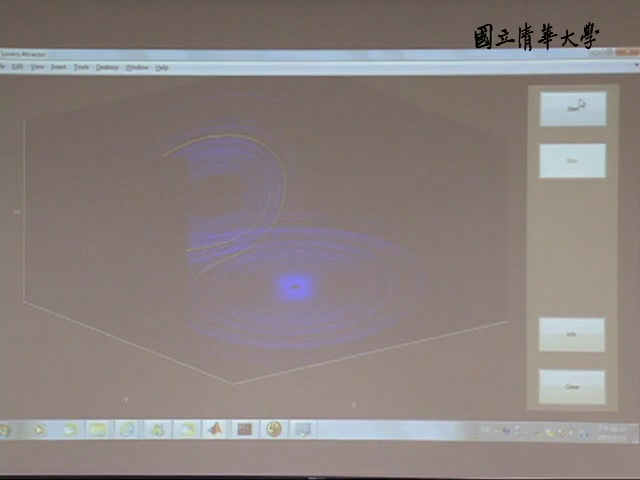 國立清華大學
Lorenz Attractor
Edit View Insert Tools Desktop Window Help
Start
Stop
Info
Close